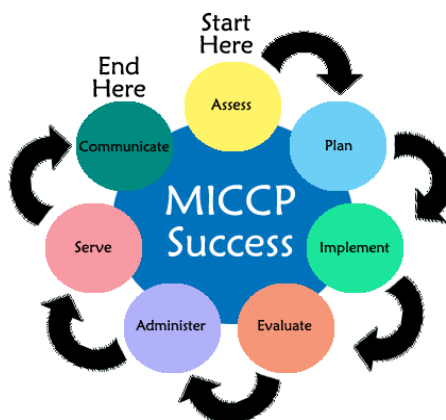 Start
Here
Assess
Plan
Implement
Evaluate
Administer
Serve
Communicate
End
Here
MICCP
Success